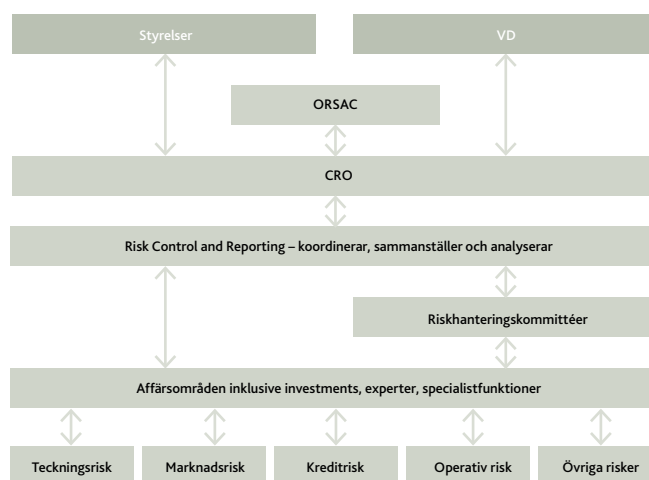 Styrelser
VD
ORSAC
CRO
Risk Control and Reporting – koordinerar, sammanställer och analyserar
Riskhanteringskommittéer
Affärsområden inklusive investments, experter, specialistfunktioner
Teckningsrisk
Marknadsrisk
Kreditrisk
Operativ risk
Övriga risker